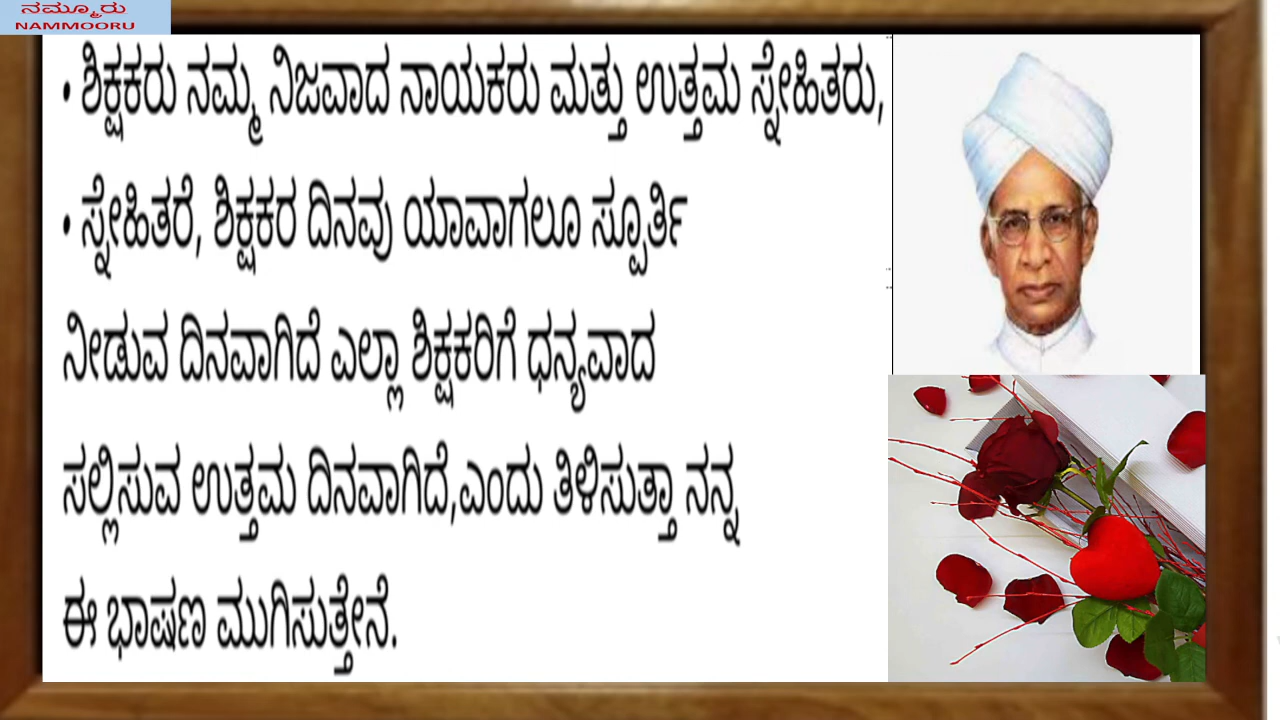 ನಮ್ಮೂರು
NAMMOORU
• ಶಿಕ್ಷಕರು ನಮ್ಮ ನಿಜವಾದ ನಾಯಕರು ಮತ್ತು ಉತ್ತಮ ಸ್ನೇಹಿತರು,
• ಸ್ನೇಹಿತರೆ, ಶಿಕ್ಷಕರ ದಿನವು ಯಾವಾಗಲೂ ಸ್ಪೂರ್ತಿ
ನೀಡುವ ದಿನವಾಗಿದೆ ಎಲ್ಲಾ ಶಿಕ್ಷಕರಿಗೆ ಧನ್ಯವಾದ
ಸಲ್ಲಿಸುವ ಉತ್ತಮ ದಿನವಾಗಿದೆ,ಎಂದು ತಿಳಿಸುತ್ತಾ ನನ್ನ
ಈ ಭಾಷಣ ಮುಗಿಸುತ್ತೇನೆ.